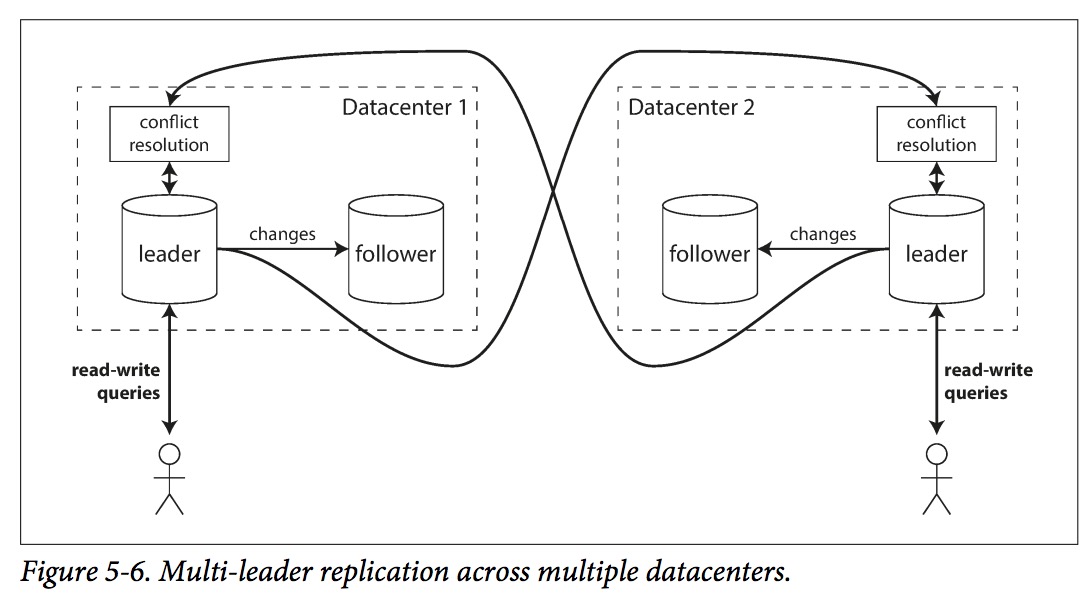 Datacenter 1
conflict
resolution
leader
changes
follower
read-write
queries
Datacenter 2
conflict
resolution
follower
changes
leader
read-write
queries
Figure 5-6. Multi-leader replication across multiple datacenters.